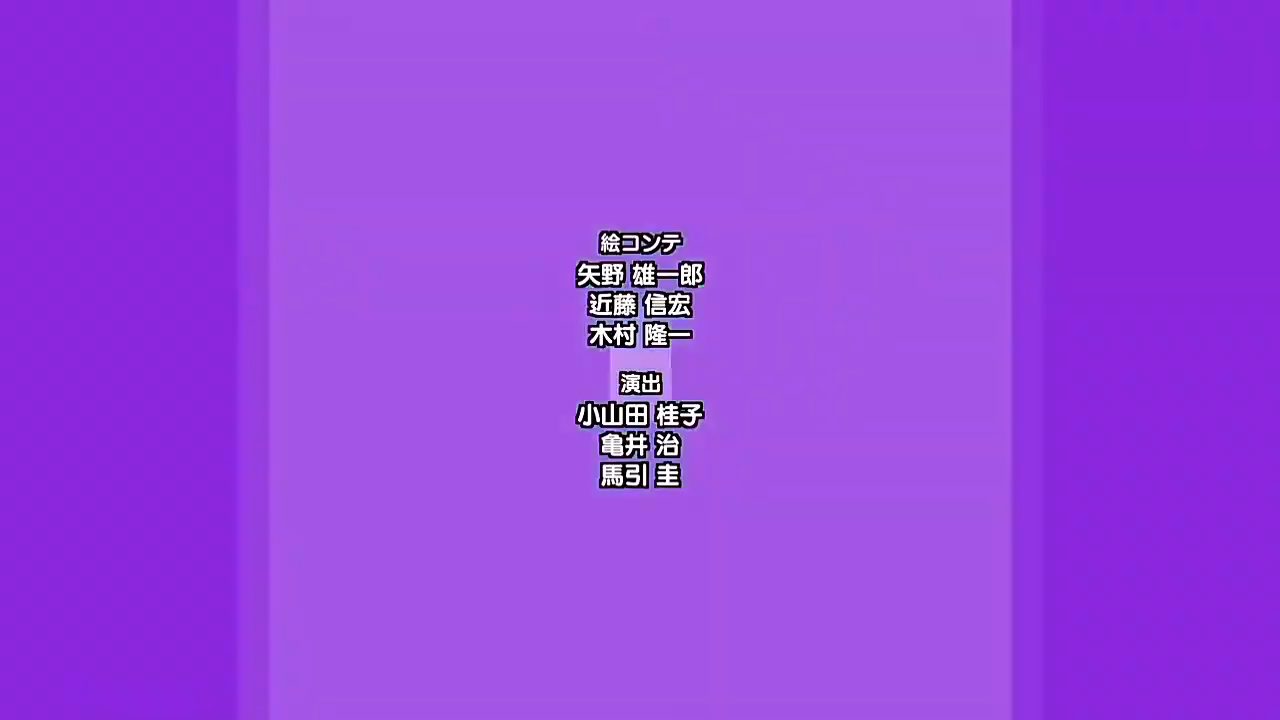 絵コンテ
矢野 雄一郎
近藤 信宏
木村 隆一
演出
小山田 桂子
亀井 治
馬引 圭